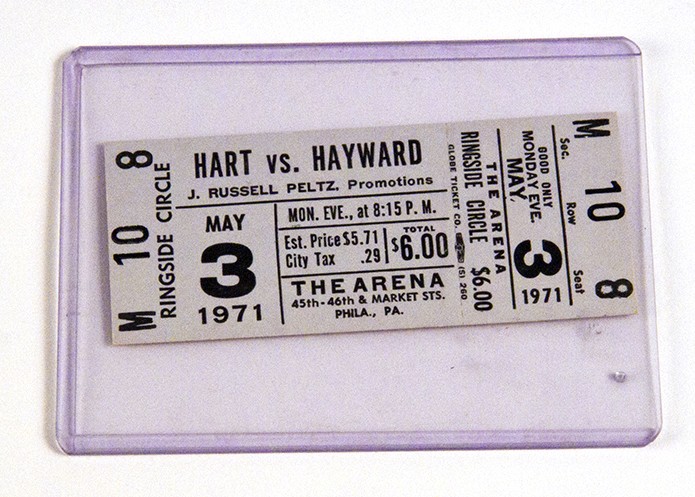 M 10 8
RINGSIDE CIRCLE
HART vs. HAYWARD
J. RUSSELL PELTZ, Promotions
MAY
3
1971
MON. EVE., at 8:15 P. M.
Est. Price $5.71
City Tax .29
TOTAL
$6.00
THE ARENA
45th-46th & MARKET STS.
PHILA., PA.
GLOBE TICKET CO. (5) 260
RINGSIDE CIRCLE $6.00
THE ARENA
MAY
MONDAY EVE.
GOOD ONLY
3
1971
Sec. Row Seat
M 10 8